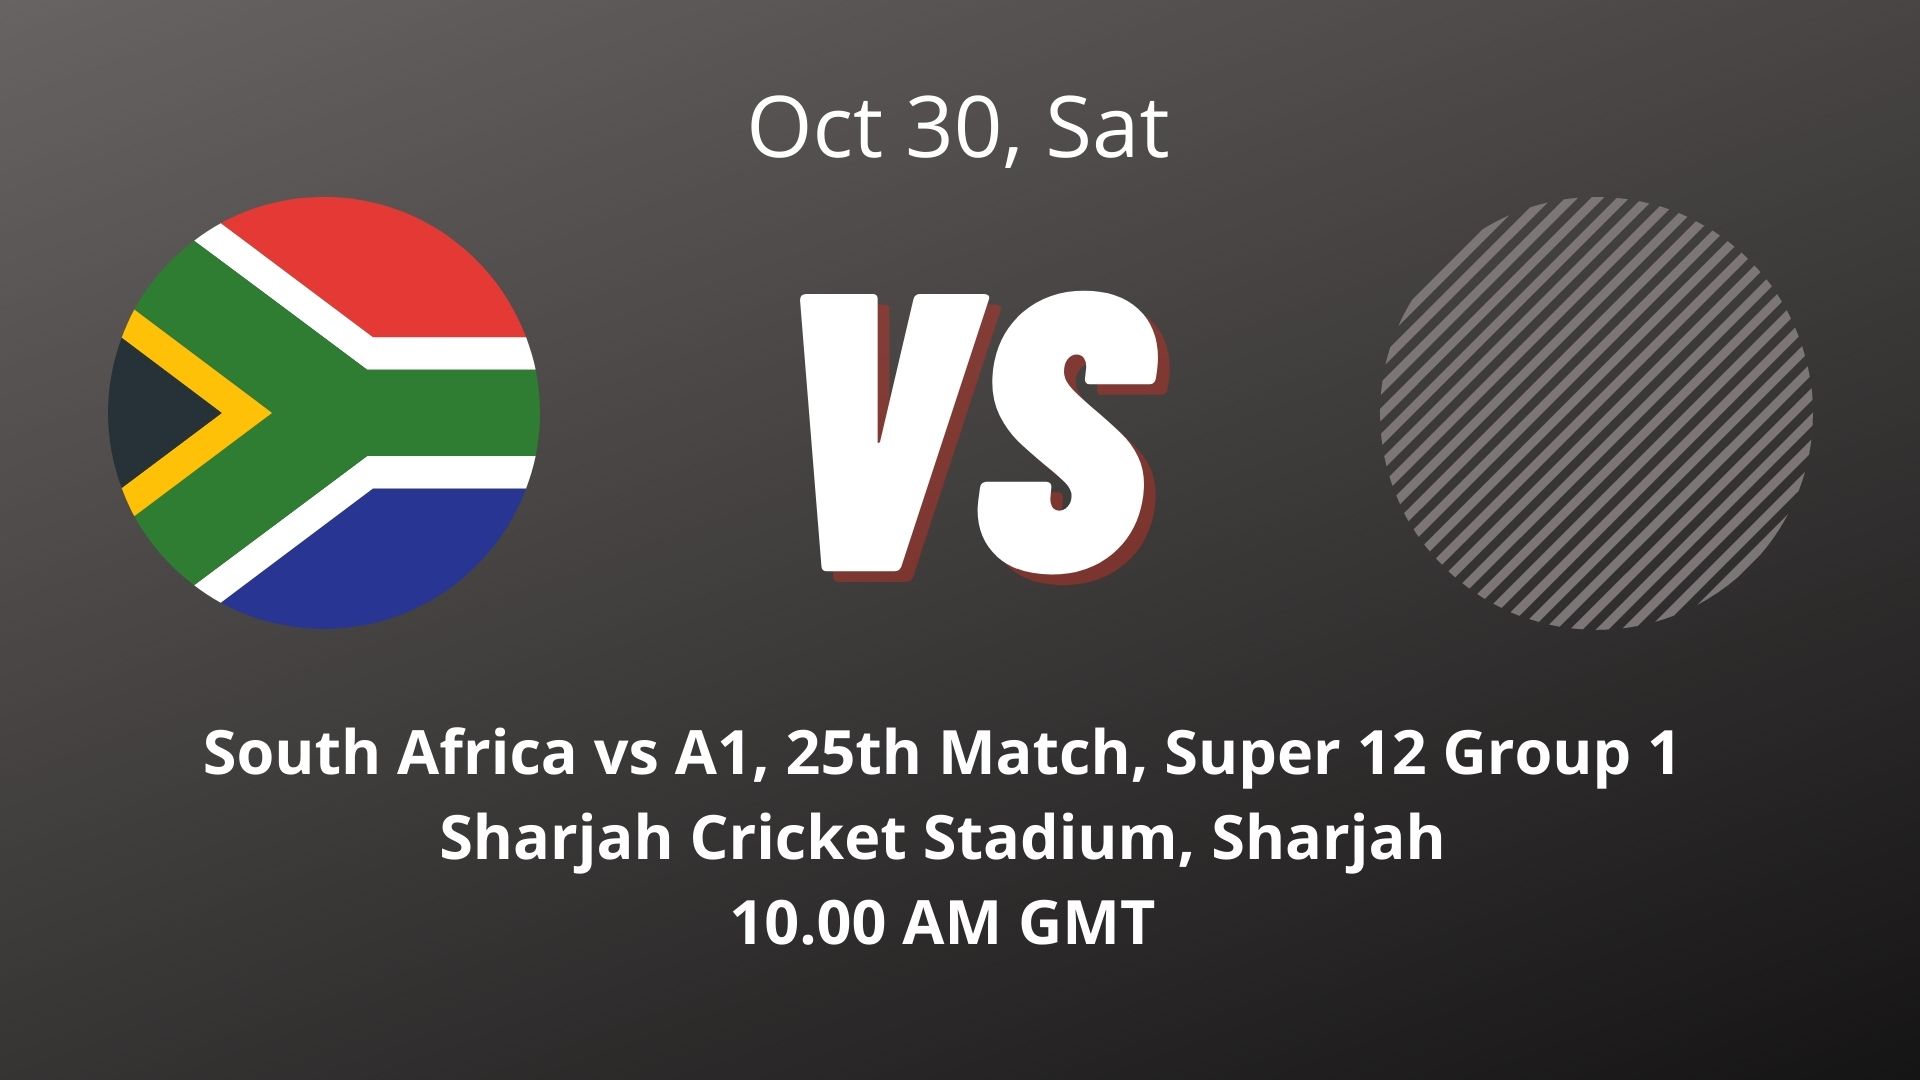 Oct 30, Sat
VS
South Africa vs A1, 25th Match, Super 12 Group 1
Sharjah Cricket Stadium, Sharjah
10.00 AM GMT